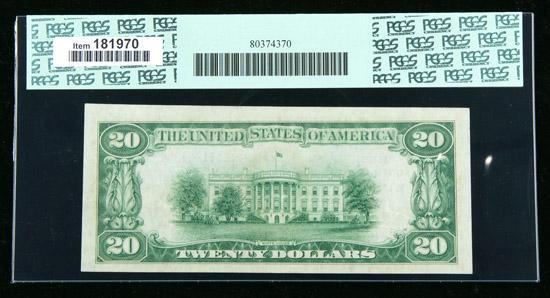 PCGS PCGS PCGS PCGS PCGS
Item 181970
80374370
20 THE UNITED STATES OF AMERICA 20
20 TWENTY DOLLARS 20